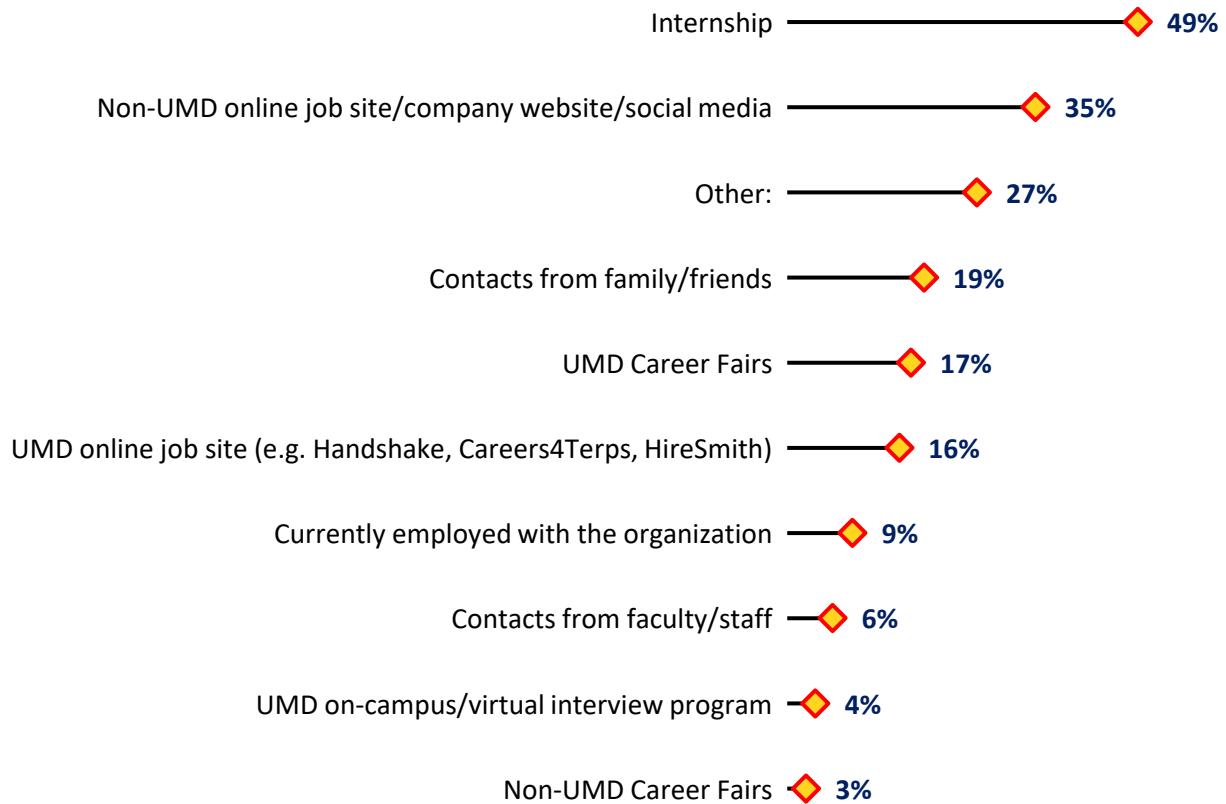 Internship 49%
Non-UMD online job site/company website/social media 35%
Other: 27%
Contacts from family/friends 19%
UMD Career Fairs 17%
UMD online job site (e.g. Handshake, Careers4Terps, HireSmith) 16%
Currently employed with the organization 9%
Contacts from faculty/staff 6%
UMD on-campus/virtual interview program 4%
Non-UMD Career Fairs 3%